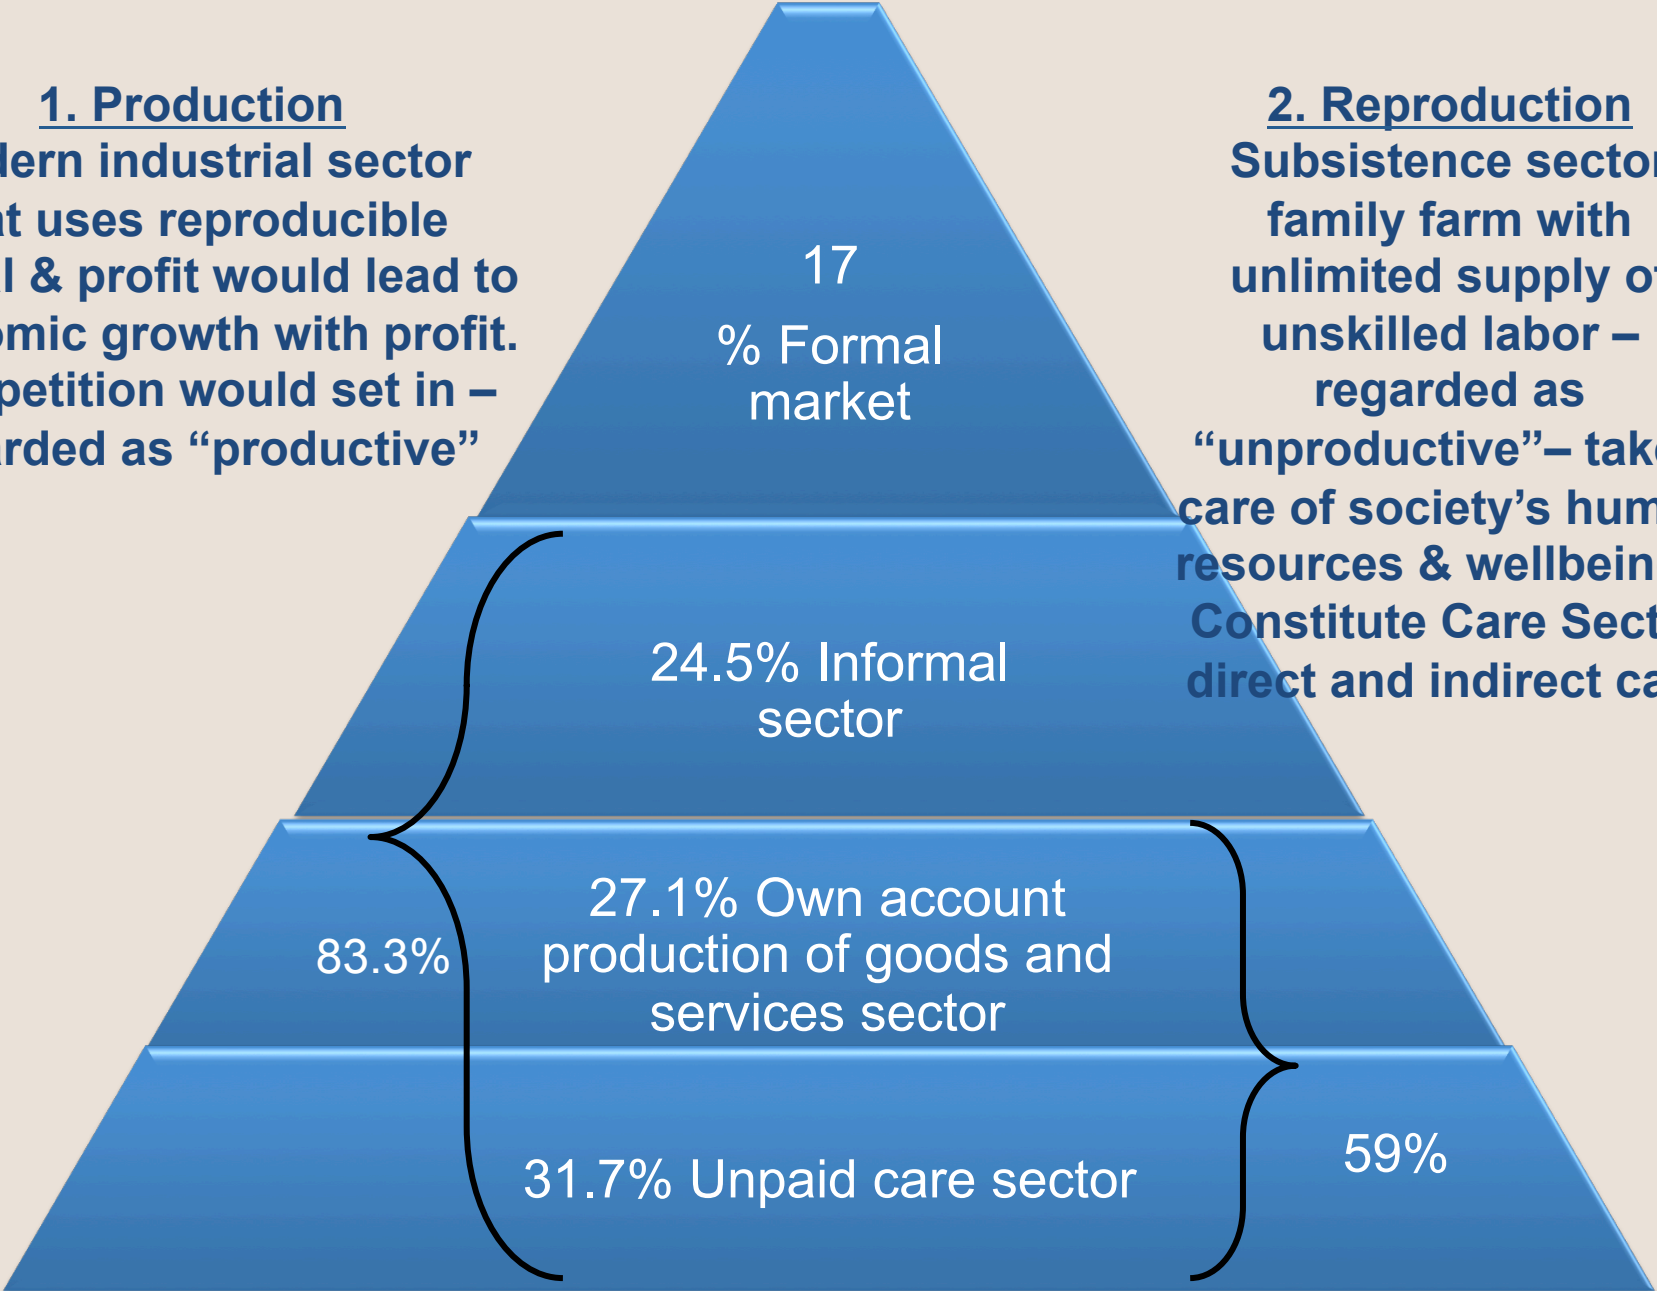 1. Production
dern industrial sector
at uses reproducible
l & profit would lead to
omic growth with profit.
petition would set in –
arded as “productive”
2. Reproduction
Subsistence sector
family farm with
unlimited supply of
unskilled labor –
regarded as
“unproductive”– take
care of society’s hum
resources & wellbein
Constitute Care Sect
direct and indirect ca
17
% Formal
market
24.5% Informal
sector
27.1% Own account
production of goods and
services sector
83.3%
31.7% Unpaid care sector
59%